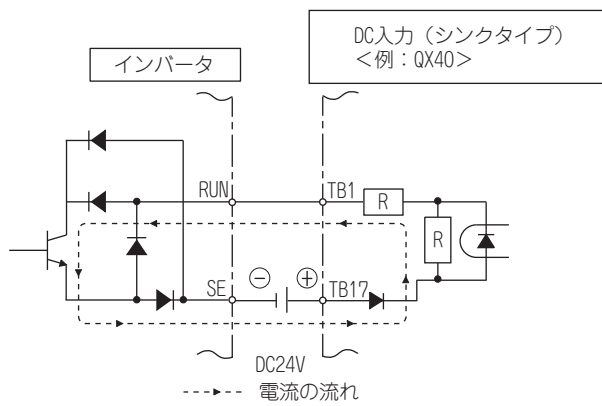 DC入力（シンクタイプ）
<例：QX40>
インバータ
RUN
TB1
R
R
SE
⊖
⊕
TB17
DC24V
電流の流れ